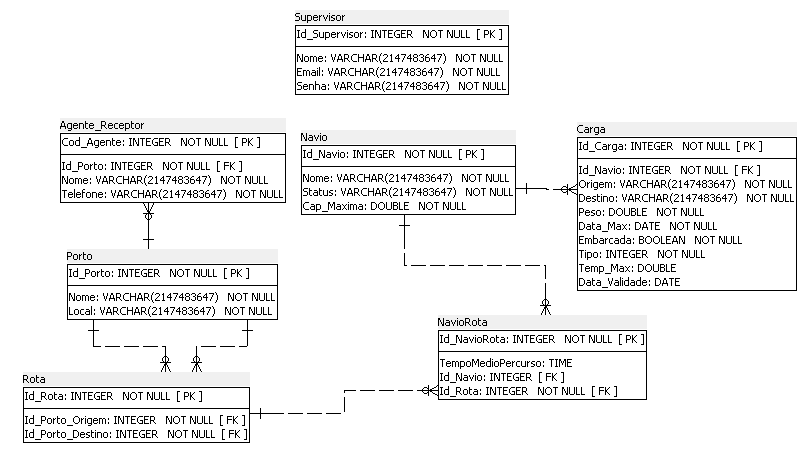 Supervisor
Id_Supervisor: INTEGER NOT NULL [ PK ]
Nome: VARCHAR(2147483647) NOT NULL
Email: VARCHAR(2147483647) NOT NULL
Senha: VARCHAR(2147483647) NOT NULL
Agente_Receptor
Cod_Agente: INTEGER NOT NULL [ PK ]
Id_Porto: INTEGER NOT NULL [ FK ]
Nome: VARCHAR(2147483647) NOT NULL
Telefone: VARCHAR(2147483647) NOT NULL
Navio
Id_Navio: INTEGER NOT NULL [ PK ]
Nome: VARCHAR(2147483647) NOT NULL
Status: VARCHAR(2147483647) NOT NULL
Cap_Maxima: DOUBLE NOT NULL
Carga
Id_Carga: INTEGER NOT NULL [ PK ]
Id_Navio: INTEGER NOT NULL [ FK ]
Origem: VARCHAR(2147483647) NOT NULL
Destino: VARCHAR(2147483647) NOT NULL
Peso: DOUBLE NOT NULL
Data_Max: DATE NOT NULL
Embarcada: BOOLEAN NOT NULL
Tipo: INTEGER NOT NULL
Temp_Max: DOUBLE
Data_Validade: DATE
Porto
Id_Porto: INTEGER NOT NULL [ PK ]
Nome: VARCHAR(2147483647) NOT NULL
Local: VARCHAR(2147483647) NOT NULL
NavioRota
Id_NavioRota: INTEGER NOT NULL [ PK ]
TempoMedioPercurso: TIME
Id_Navio: INTEGER [ FK ]
Id_Rota: INTEGER NOT NULL [ FK ]
Rota
Id_Rota: INTEGER NOT NULL [ PK ]
Id_Porto_Origem: INTEGER NOT NULL [ FK ]
Id_Porto_Destino: INTEGER NOT NULL [ FK ]